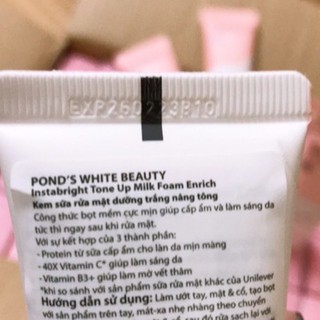 EXP260223B10
POND'S WHITE BEAUTY
Instabright Tone Up Milk Foam Enrich
Kem sữa rửa mặt dưỡng trắng nâng tông
Công thức bọt mềm cực mịn giúp cấp ẩm và làm sáng da
tức thì ngay sau khi rửa mặt.
Với sự kết hợp của 3 thành phần:
- Protein từ sữa cấp ẩm cho làn da mịn màng
- 40X Vitamin C* giúp làm sáng da
- Vitamin B3+ giúp làm mờ vết thâm
*khi so sánh với sản phẩm sữa rửa mặt khác của Unilever
Hướng dẫn sử dụng: Làm ướt tay, mặt & cổ, tạo bọt
với sản phẩm trên tay, mát-xa nhẹ nhàng theo chuyển
sau đó rửa sạch với